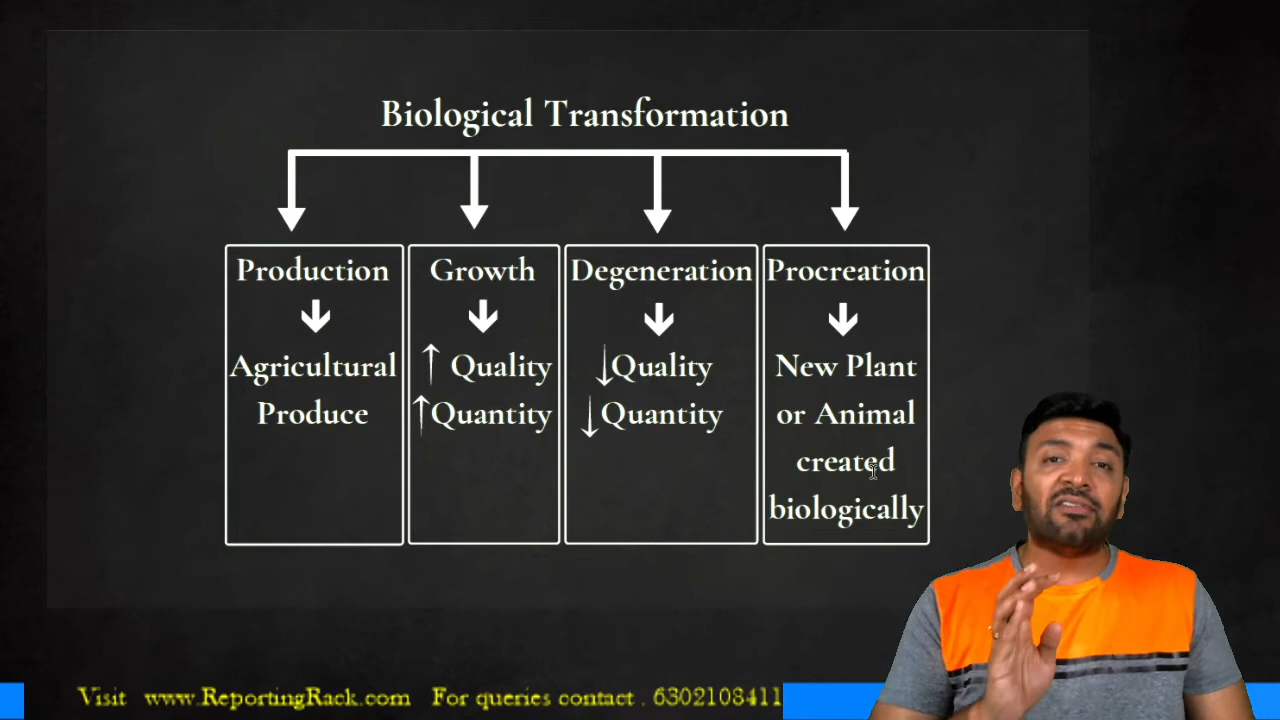 Biological Transformation
Production
Agricultural
Produce
Growth
↑ Quality
↑Quantity
Degeneration
↓Quality
↓Quantity
Procreation
New Plant
or Animal
created
biologically
Visit www.ReportingRack.com For queries contact . 6302108411